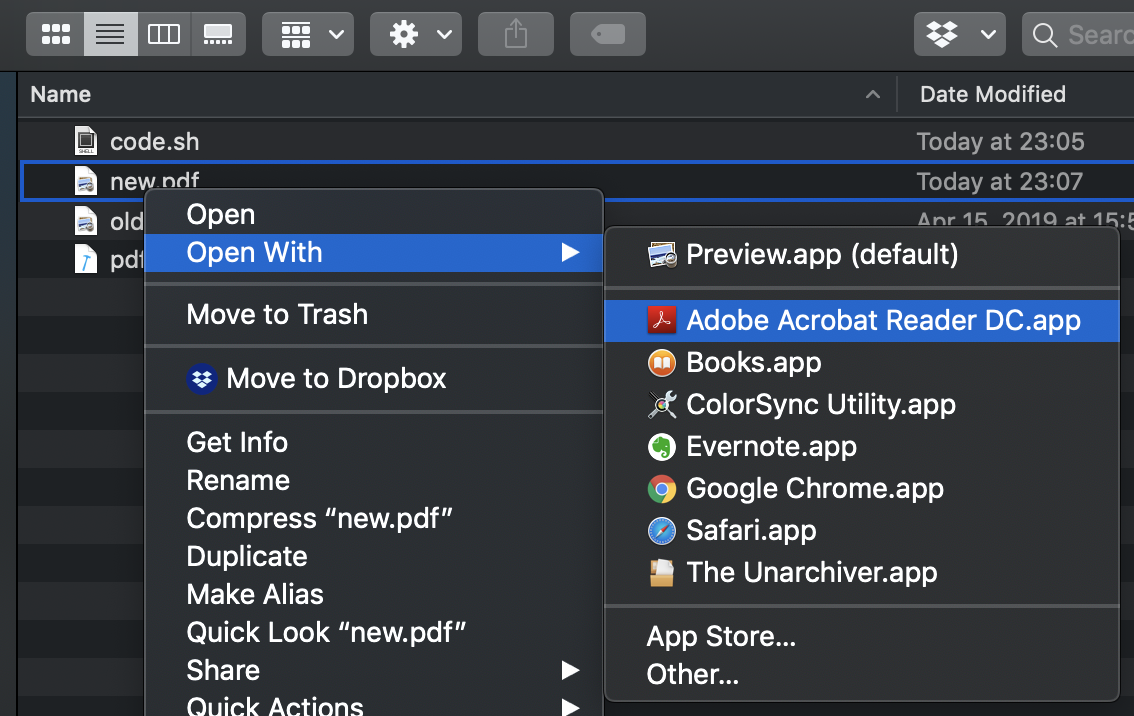 Searc
Name Date Modified
code.sh Today at 23:05
new.pdf Today at 23:07
old Apr 15, 2019 at 15:5
pdf
Open
Open With
Move to Trash
Move to Dropbox
Get Info
Rename
Compress “new.pdf”
Duplicate
Make Alias
Quick Look “new.pdf”
Share
Quick Actions
Preview.app (default)
Adobe Acrobat Reader DC.app
Books.app
ColorSync Utility.app
Evernote.app
Google Chrome.app
Safari.app
The Unarchiver.app
App Store...
Other...